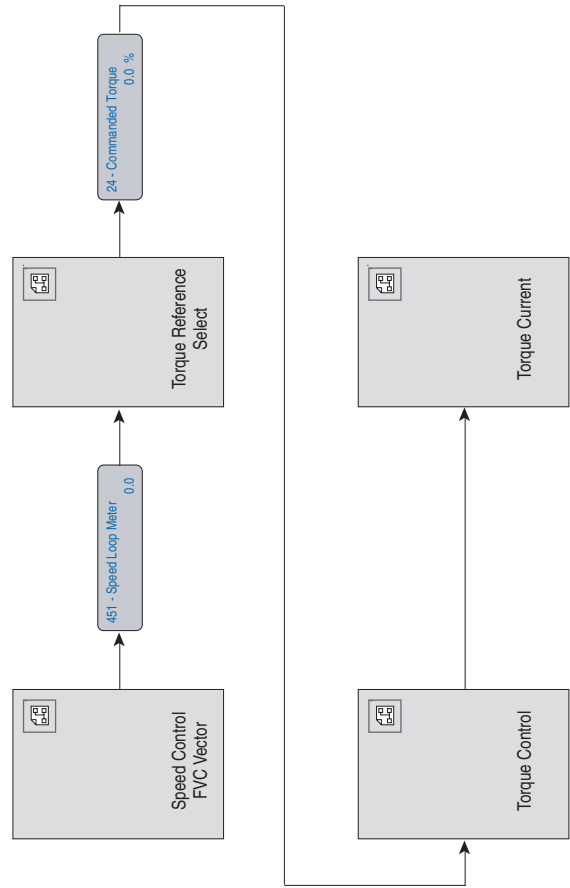 Speed Control
FVC Vector
451 - Speed Loop Meter
0.0
Torque Reference
Select
24 - Commanded Torque
0.0 %
Torque Control
Torque Current